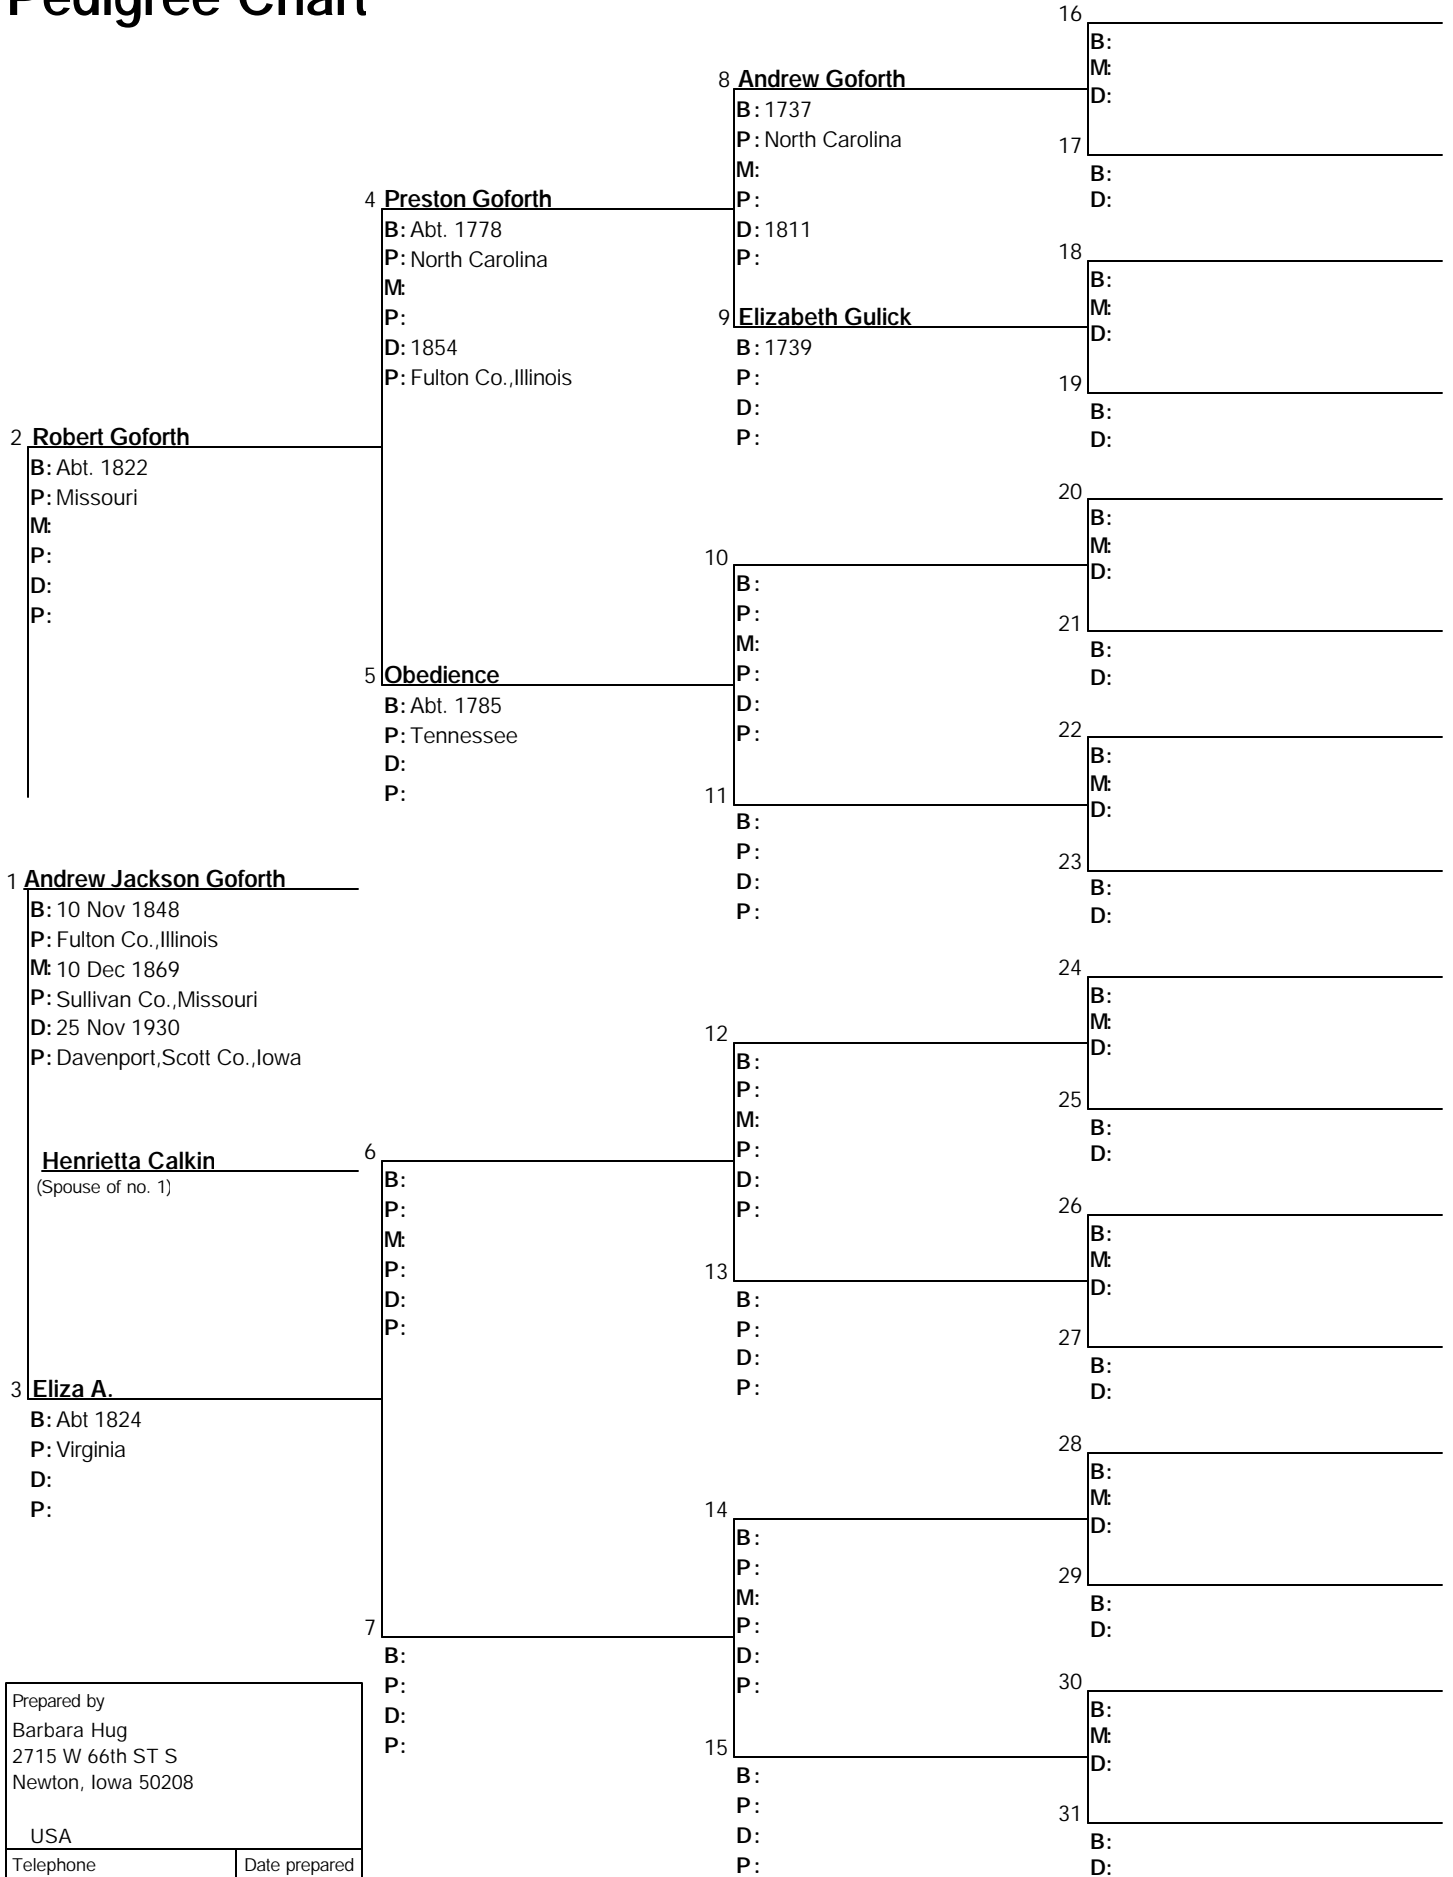 Pedigree Chart
2 Robert Goforth
B: Abt. 1822
P: Missouri
M:
P:
D:
P:
1 Andrew Jackson Goforth
B: 10 Nov 1848
P: Fulton Co.,Illinois
M: 10 Dec 1869
P: Sullivan Co.,Missouri
D: 25 Nov 1930
P: Davenport,Scott Co.,Iowa
Henrietta Calkin
(Spouse of no. 1)
3 Eliza A.
B: Abt 1824
P: Virginia
D:
P:
4 Preston Goforth
B: Abt. 1778
P: North Carolina
M:
P:
D: 1854
P: Fulton Co.,Illinois
5 Obedience
B: Abt. 1785
P: Tennessee
D:
P:
6
B:
P:
M:
P:
D:
P:
7
B:
P:
D:
P:
8 Andrew Goforth
B: 1737
P: North Carolina
M:
P:
D: 1811
P:
9 Elizabeth Gulick
B: 1739
P:
D:
P:
10
B:
P:
M:
P:
D:
P:
11
B:
P:
D:
P:
12
B:
P:
M:
P:
D:
P:
13
B:
P:
D:
P:
14
B:
P:
M:
P:
D:
P:
15
B:
P:
D:
P:
16
B:
M:
D:
17
B:
D:
18
B:
M:
D:
19
B:
D:
20
B:
M:
D:
21
B:
D:
22
B:
M:
D:
23
B:
D:
24
B:
M:
D:
25
B:
D:
26
B:
M:
D:
27
B:
D:
28
B:
M:
D:
29
B:
D:
30
B:
M:
D:
31
B:
D:
Prepared by
Barbara Hug
2715 W 66th ST S
Newton, Iowa 50208
USA
Telephone
Date prepared